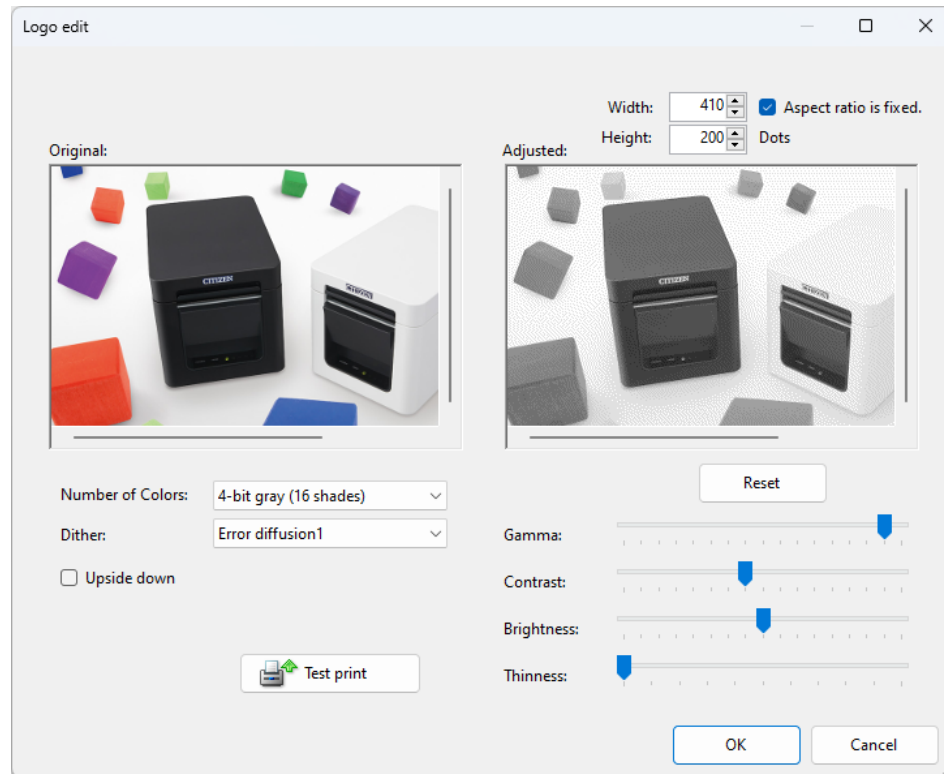 Logo edit
Width: 410
Aspect ratio is fixed.
Height: 200 Dots
Original:
Adjusted:
CITIZEN
CITIZEN
Number of Colors: 4-bit gray (16 shades)
Dither: Error diffusion1
Upside down
Test print
Reset
Gamma:
Contrast:
Brightness:
Thinness:
OK
Cancel